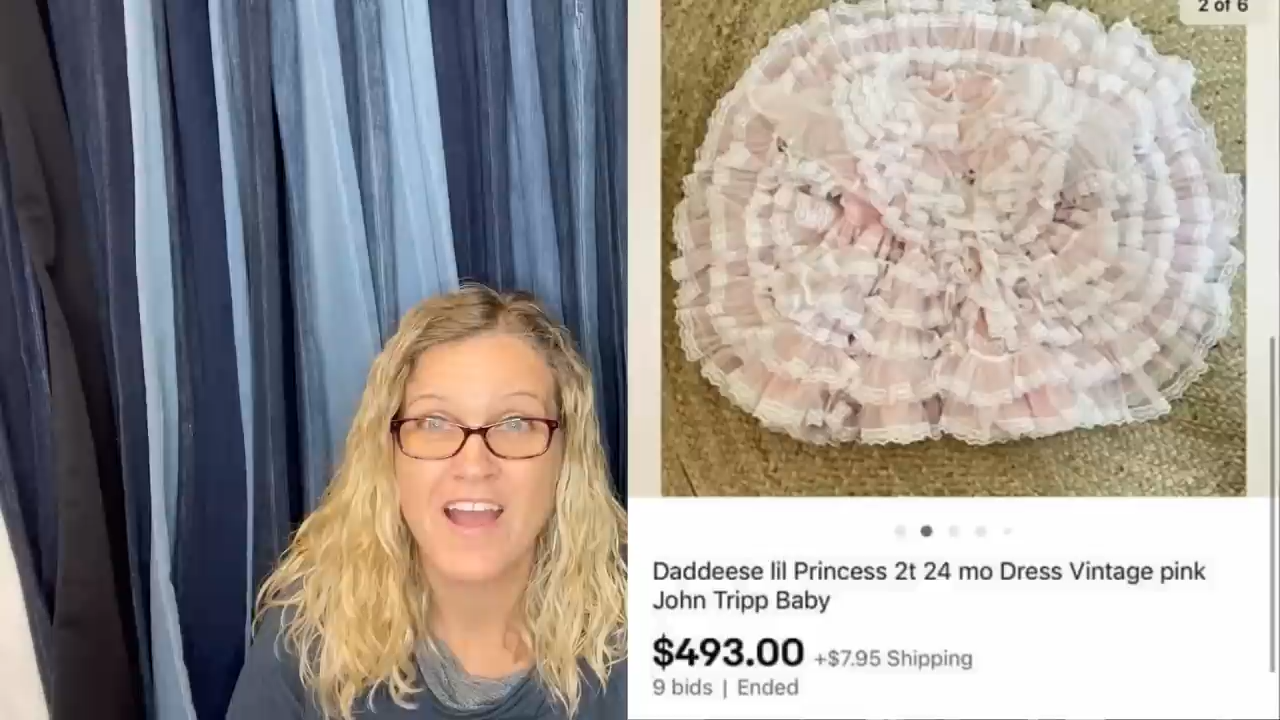 2 of 6
Daddeese lil Princess 2t 24 mo Dress Vintage pink
John Tripp Baby
$493.00 +$7.95 Shipping
9 bids | Ended